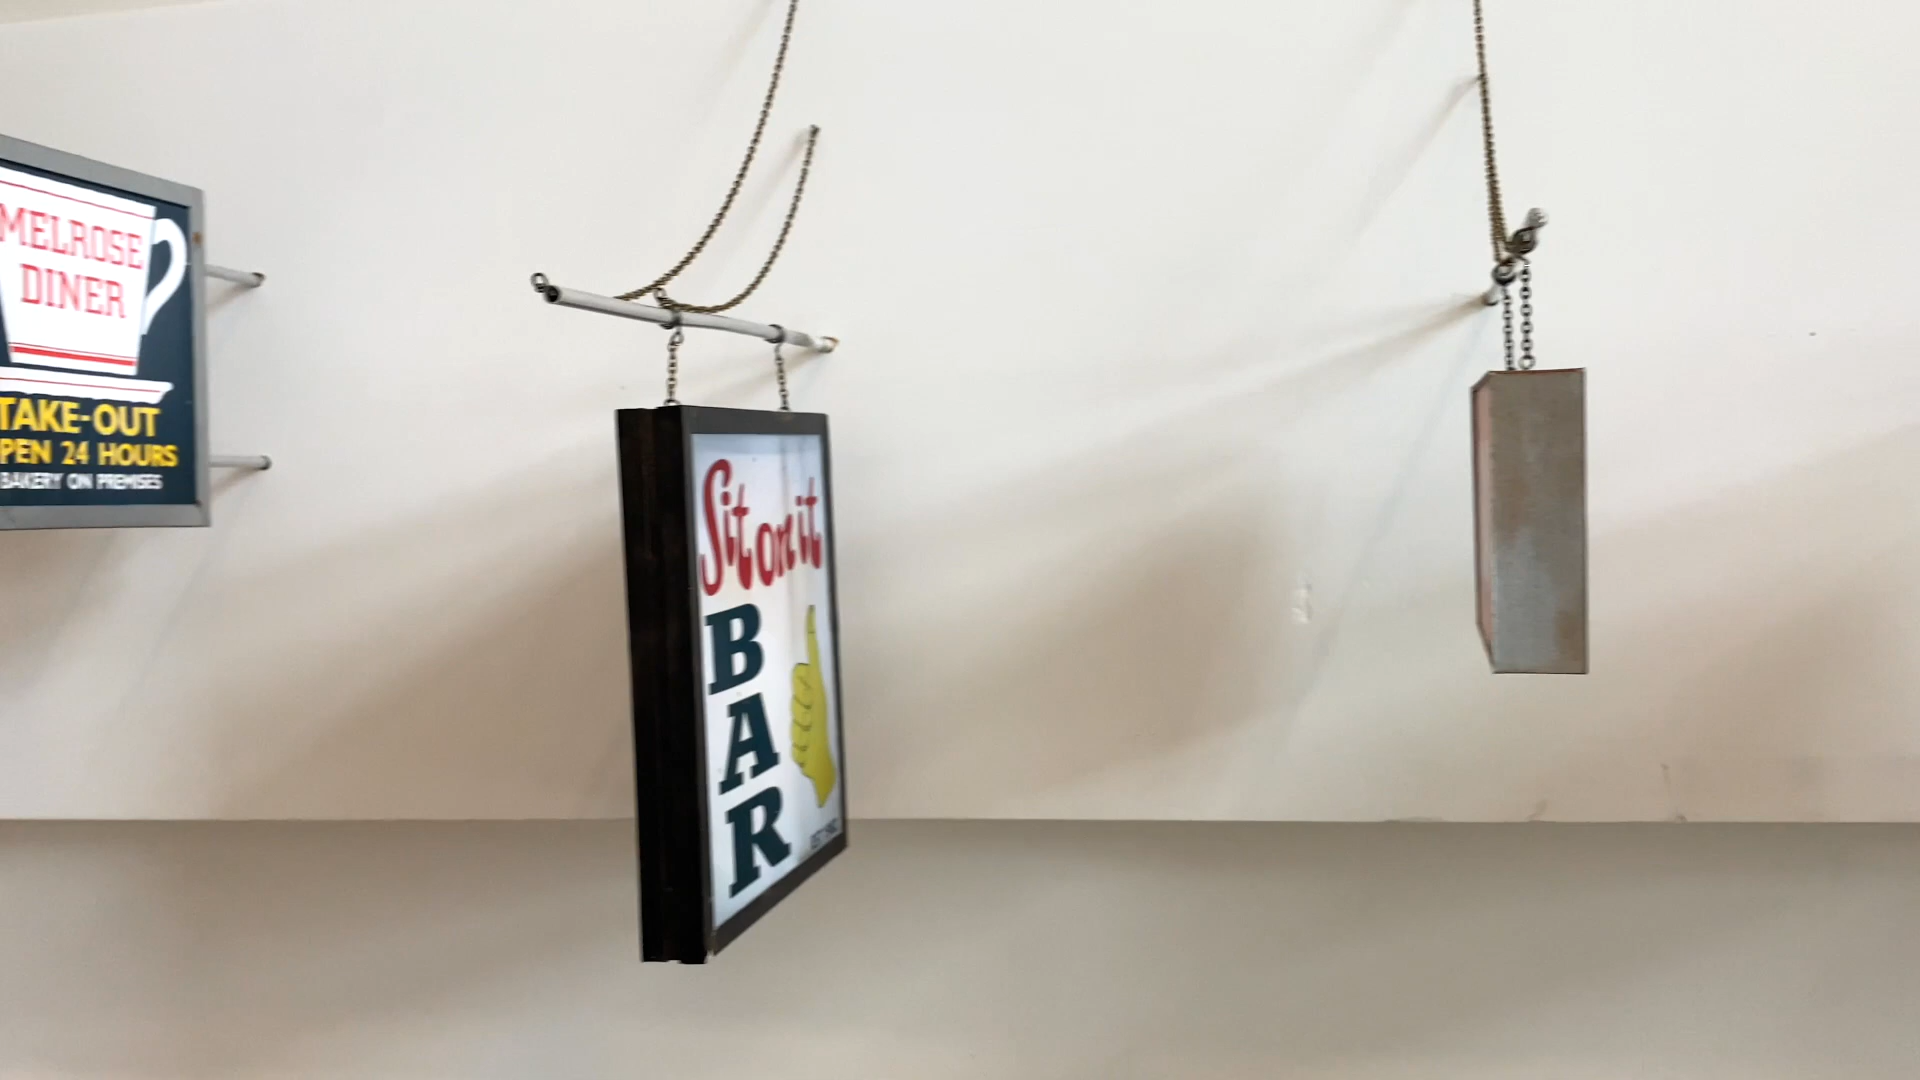 MELROSE
DINER
TAKE-OUT
PEN 24 HOURS
BAKERY ON PREMISES
Sit on it
BAR